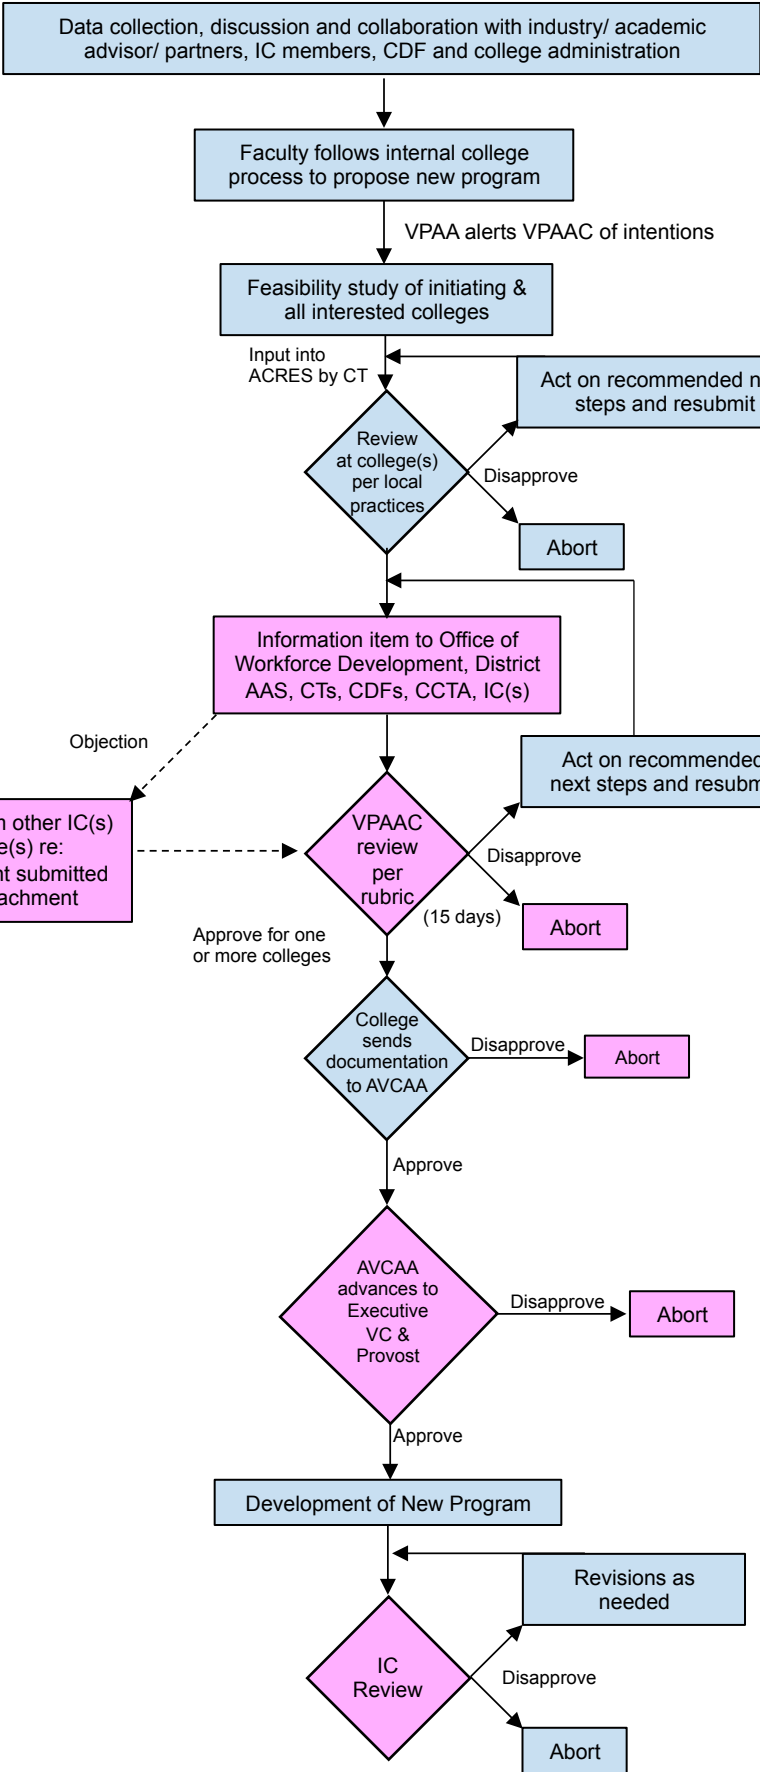 Data collection, discussion and collaboration with industry/ academic
advisor/ partners, IC members, CDF and college administration
Faculty follows internal college
process to propose new program
VPAA alerts VPAAC of intentions
Feasibility study of initiating &
all interested colleges
Input into
ACRES by CT
Act on recommended
steps and resubmit
Review
at college(s)
per local
practices
Disapprove
Abort
Information item to Office of
Workforce Development, District
AAS, CTs, CDFs, CCTA, IC(s)
Objection
Act on recommended
next steps and
other IC(s)
re:
submitted
VPAAC
review
per
rubric
Disapprove
(15 days)
Abort
Approve for one
or more colleges
College
sends
documentation
to AVCAA
Disapprove
Abort
Approve
AVCAA
advances to
Executive
VC &
Provost
Disapprove
Abort
Approve
Development of New Program
Revisions as
needed
IC
Review
Disapprove
Abort